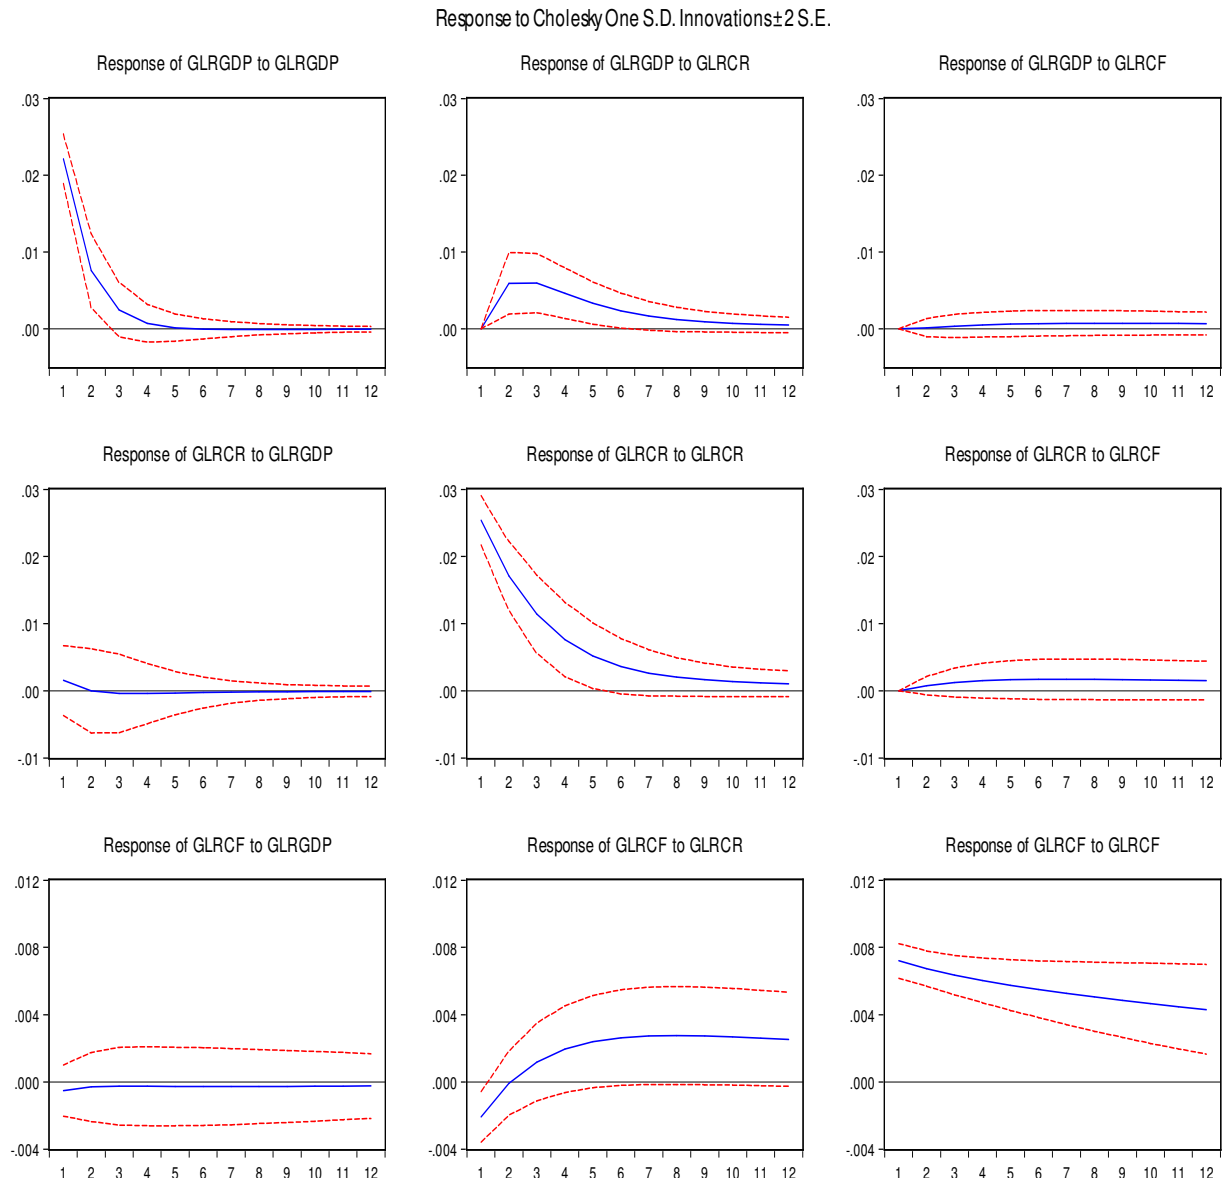 Response to Cholesky One S.D. Innovations ± 2 S.E.
Response of GLRGDP to GLRGDP
.03
.02
.01
.00
1 2 3 4 5 6 7 8 9 10 11 12
Response of GLRGDP to GLRCR
.03
.02
.01
.00
1 2 3 4 5 6 7 8 9 10 11 12
Response of GLRGDP to GLRCF
.03
.02
.01
.00
1 2 3 4 5 6 7 8 9 10 11 12
Response of GLRCR to GLRGDP
.03
.02
.01
.00
-.01
1 2 3 4 5 6 7 8 9 10 11 12
Response of GLRCR to GLRCR
.03
.02
.01
.00
-.01
1 2 3 4 5 6 7 8 9 10 11 12
Response of GLRCR to GLRCF
.03
.02
.01
.00
-.01
1 2 3 4 5 6 7 8 9 10 11 12
Response of GLRCF to GLRGDP
.012
.008
.004
.000
-.004
1 2 3 4 5 6 7 8 9 10 11 12
Response of GLRCF to GLRCR
.012
.008
.004
.000
-.004
1 2 3 4 5 6 7 8 9 10 11 12
Response of GLRCF to GLRCF
.012
.008
.004
.000
-.004
1 2 3 4 5 6 7 8 9 10 11 12